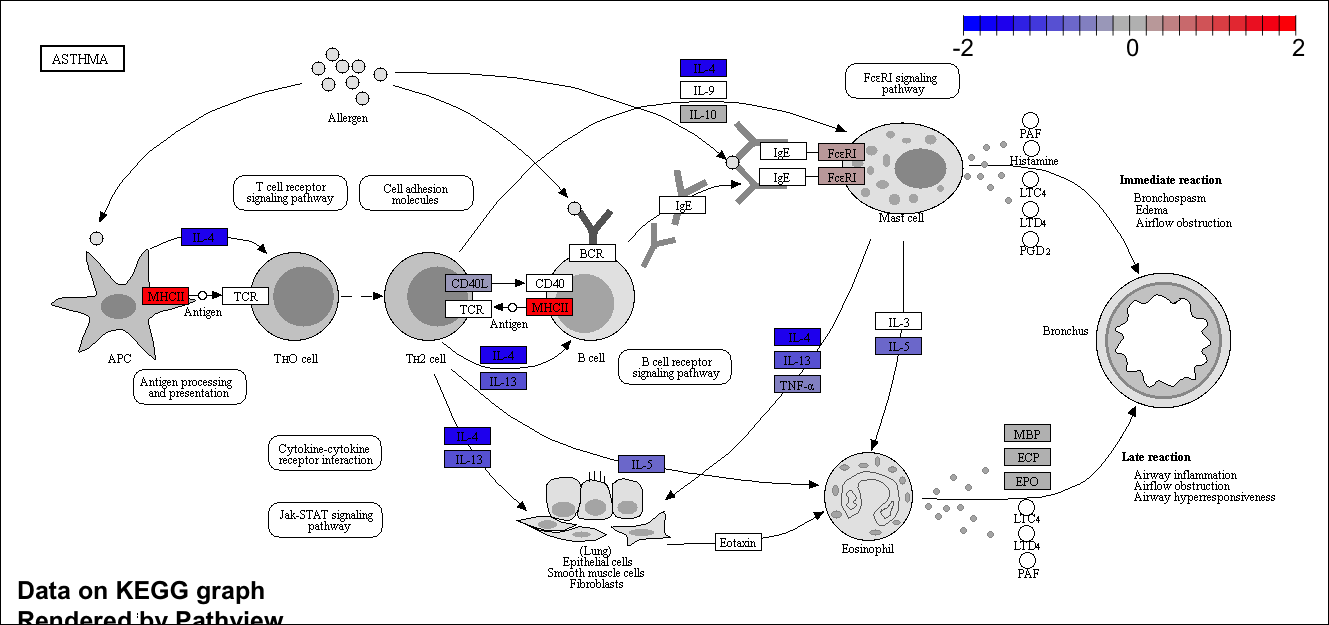 -2
0
2
ASTHMA
Allergen
IL-4
IL-9
IL-10
FcεRI signaling
pathway
IgE
FcεRI
IgE
FcεRI
Mast cell
PAF
Histamine
LTC4
LTD4
PGD2
Immediate reaction
Bronchospasm
Edema
Airflow obstruction
T cell receptor
signaling pathway
Cell adhesion
molecules
IgE
IL-4
BCR
MHCII
TCR
Antigen
CD40L
CD40
TCR
MHCII
Antigen
APC
TH0 cell
TH2 cell
B cell
IL-4
IL-13
B cell receptor
signaling pathway
IL-4
IL-13
TNF-α
IL-3
IL-5
Bronchus
Antigen processing
and presentation
Cytokine-cytokine
receptor interaction
Jak-STAT signaling
pathway
IL-4
IL-13
IL-5
MBP
ECP
EPO
LTC4
LTD4
PAF
Late reaction
Airway inflammation
Airflow obstruction
Airway hyperresponsiveness
Eotaxin
Eosinophil
(Lung)
Epithelial cells
Smooth muscle cells
Fibroblasts
Data on KEGG graph
Rendered by Pathview